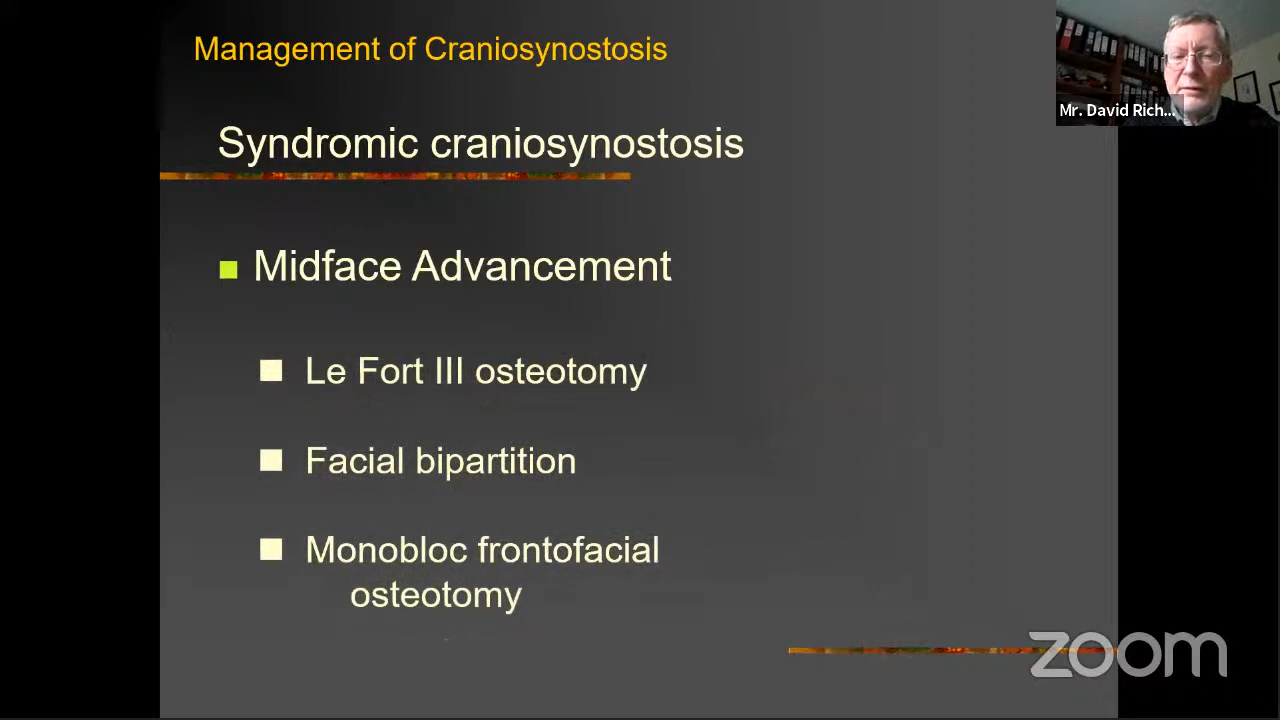 Management of Craniosynostosis
Mr. David Rich...
Syndromic craniosynostosis
Midface Advancement
Le Fort III osteotomy
Facial bipartition
Monobloc frontofacial
osteotomy
zoom